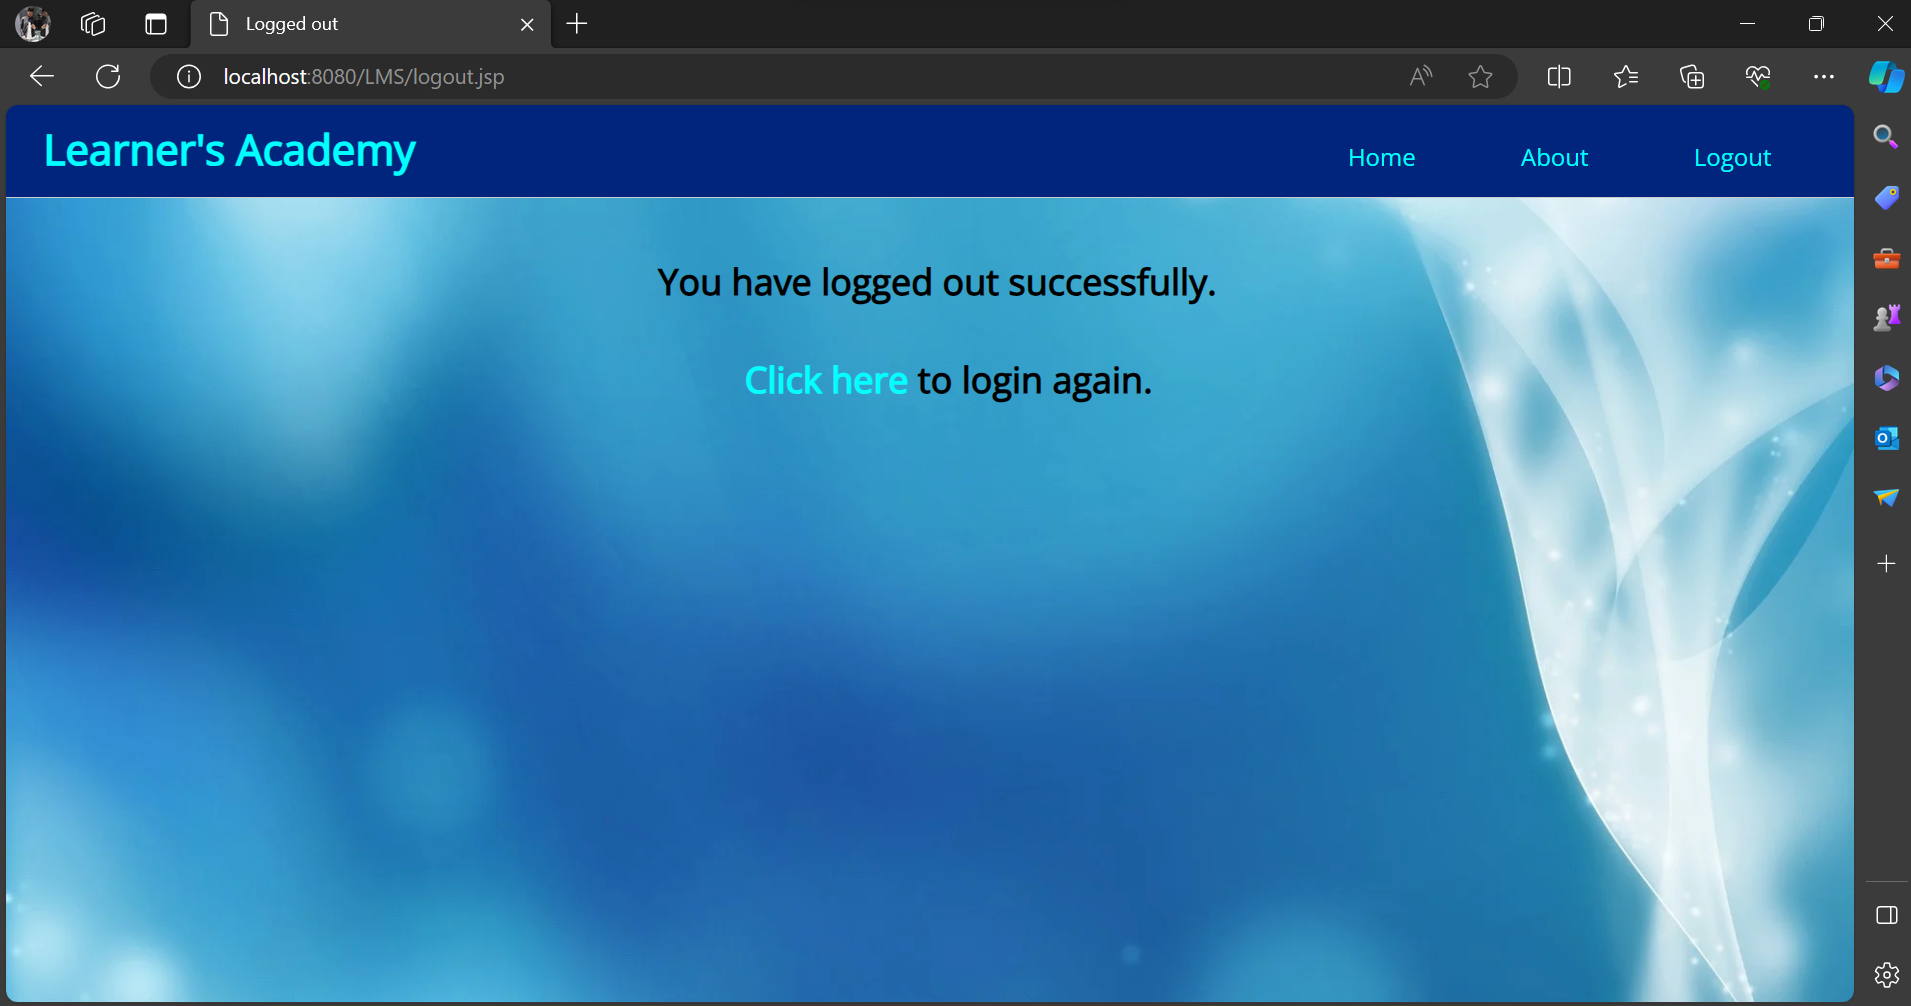 Logged out
localhost:8080/LMS/logout.jsp
Learner's Academy
Home About Logout
You have logged out successfully.
Click here to login again.